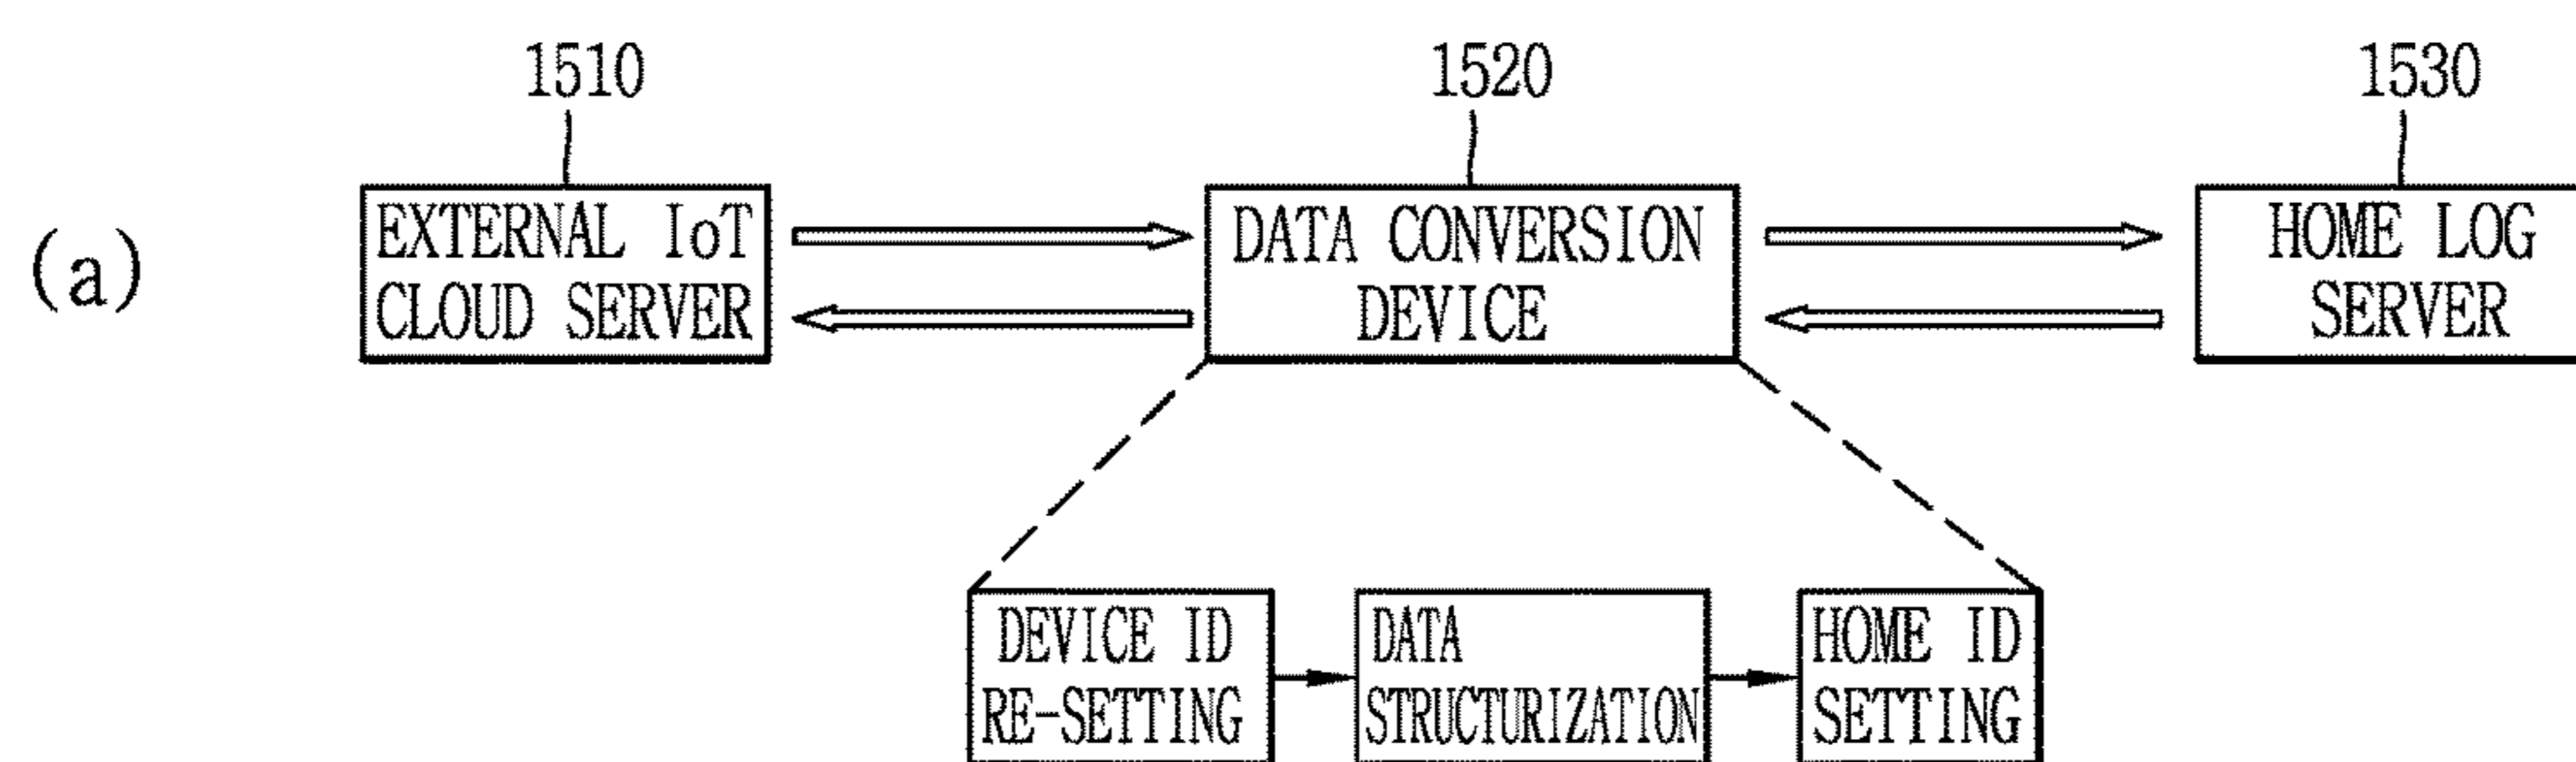 1510
1520
1530
(a)
EXTERNAL IoT
CLOUD SERVER
DATA CONVERSION
DEVICE
HOME LOG
SERVER
DEVICE ID
RE-SETTING
DATA
STRUCTURIZATION
HOME ID
SETTING